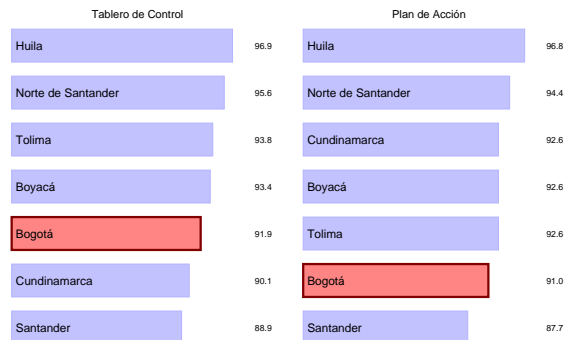 Tablero de Control
Huila 96.9
Norte de Santander 95.6
Tolima 93.8
Boyacá 93.4
Bogotá 91.9
Cundinamarca 90.1
Santander 88.9
Plan de Acción
Huila 96.8
Norte de Santander 94.4
Cundinamarca 92.6
Boyacá 92.6
Tolima 92.6
Bogotá 91.0
Santander 87.7